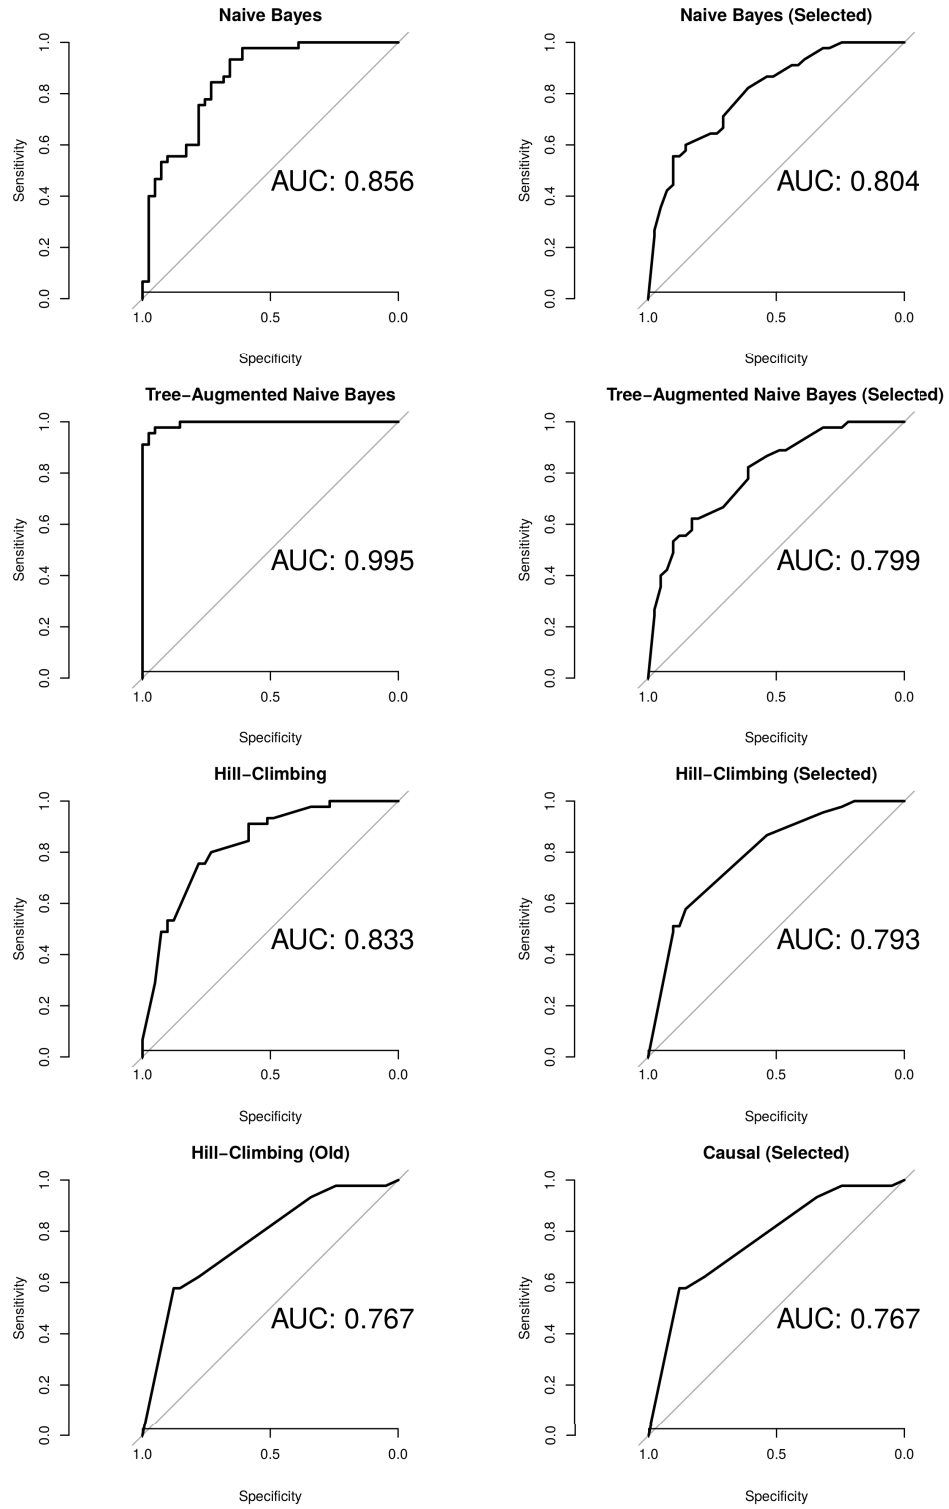 Naive Bayes
Sensitivity
0.0 0.2 0.4 0.6 0.8 1.0
AUC: 0.856
1.0 0.5 0.0
Specificity
Naive Bayes (Selected)
Sensitivity
0.0 0.2 0.4 0.6 0.8 1.0
AUC: 0.804
1.0 0.5 0.0
Specificity
Tree−Augmented Naive Bayes
Sensitivity
0.0 0.2 0.4 0.6 0.8 1.0
AUC: 0.995
1.0 0.5 0.0
Specificity
Tree−Augmented Naive Bayes (Selected)
Sensitivity
0.0 0.2 0.4 0.6 0.8 1.0
AUC: 0.799
1.0 0.5 0.0
Specificity
Hill−Climbing
Sensitivity
0.0 0.2 0.4 0.6 0.8 1.0
AUC: 0.833
1.0 0.5 0.0
Specificity
Hill−Climbing (Selected)
Sensitivity
0.0 0.2 0.4 0.6 0.8 1.0
AUC: 0.793
1.0 0.5 0.0
Specificity
Hill−Climbing (Old)
Sensitivity
0.0 0.2 0.4 0.6 0.8 1.0
AUC: 0.767
1.0 0.5 0.0
Specificity
Causal (Selected)
Sensitivity
0.0 0.2 0.4 0.6 0.8 1.0
AUC: 0.767
1.0 0.5 0.0
Specificity